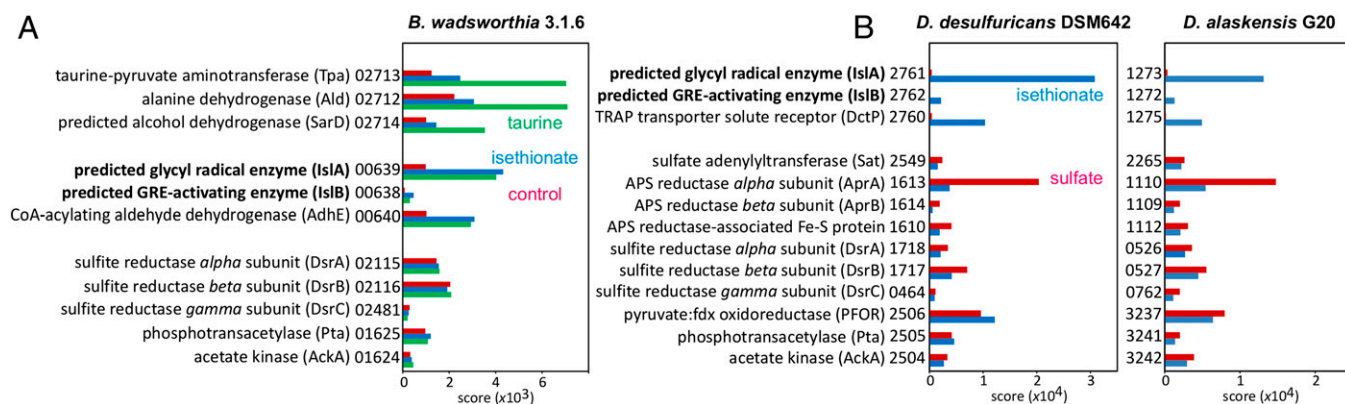 A
B. wadsworthia 3.1.6
taurine-pyruvate aminotransferase (Tpa) 02713
alanine dehydrogenase (Ald) 02712
predicted alcohol dehydrogenase (SarD) 02714
taurine
isethionate
predicted glycyl radical enzyme (IslA) 00639
predicted GRE-activating enzyme (IslB) 00638
control
CoA-acylating aldehyde dehydrogenase (AdhE) 00640
sulfite reductase alpha subunit (DsrA) 02115
sulfite reductase beta subunit (DsrB) 02116
sulfite reductase gamma subunit (DsrC) 02481
phosphotransacetylase (Pta) 01625
acetate kinase (AckA) 01624
0 2 4 6
score (x10³)
B
D. desulfuricans DSM642 D. alaskensis G20
predicted glycyl radical enzyme (IslA) 2761 1273
predicted GRE-activating enzyme (IslB) 2762 isethionate 1272
TRAP transporter solute receptor (DctP) 2760 1275
sulfate adenylyltransferase (Sat) 2549 2265
APS reductase alpha subunit (AprA) 1613 sulfate 1110
APS reductase beta subunit (AprB) 1614 1109
APS reductase-associated Fe-S protein 1610 1112
sulfite reductase alpha subunit (DsrA) 1718 0526
sulfite reductase beta subunit (DsrB) 1717 0527
sulfite reductase gamma subunit (DsrC) 0464 0762
pyruvate:fdx oxidoreductase (PFOR) 2506 3237
phosphotransacetylase (Pta) 2505 3241
acetate kinase (AckA) 2504 3242
0 1 2 3 0 1 2
score (x10⁴) score (x10⁴)